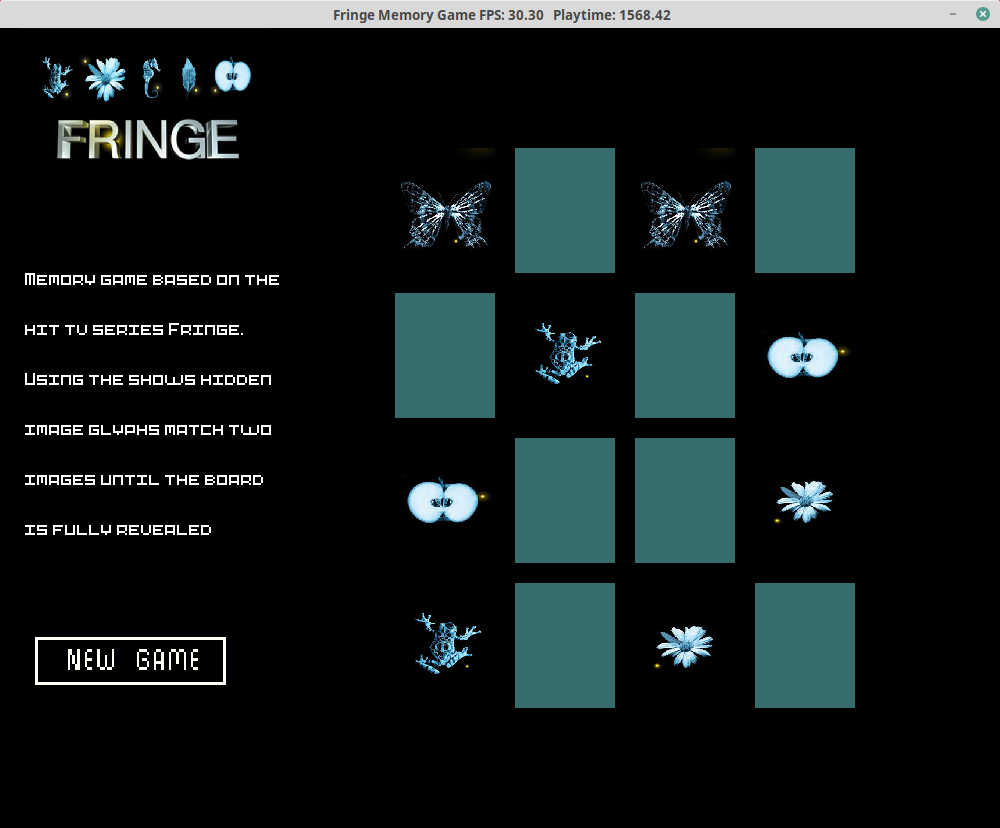 Fringe Memory Game FPS: 30.30 Playtime: 1568.42
FRINGE
Memory game based on the
hit tv series Fringe.
Using the shows hidden
image glyphs match two
images until the board
is fully revealed
NEW GAME